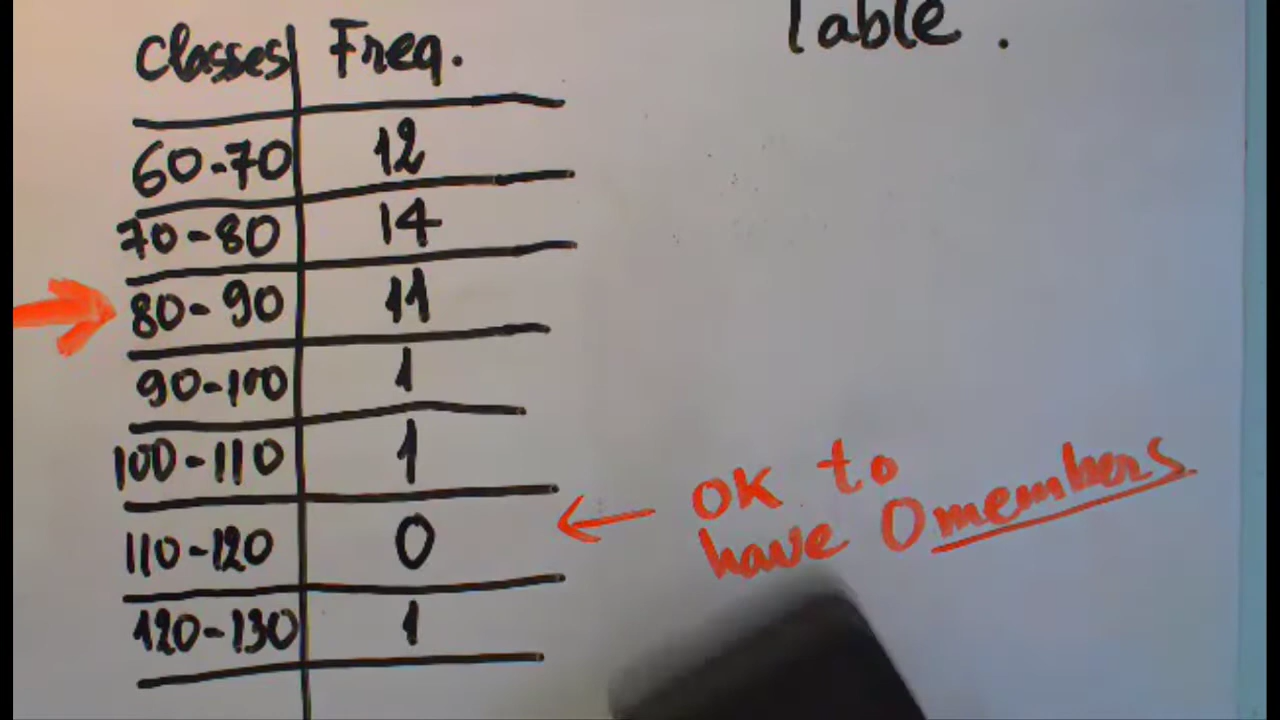 Table.
Classes Freq.
60-70 12
70-80 14
80-90 11
90-100 1
100-110 1
110-120 0
120-130 1
OK to
have 0 members